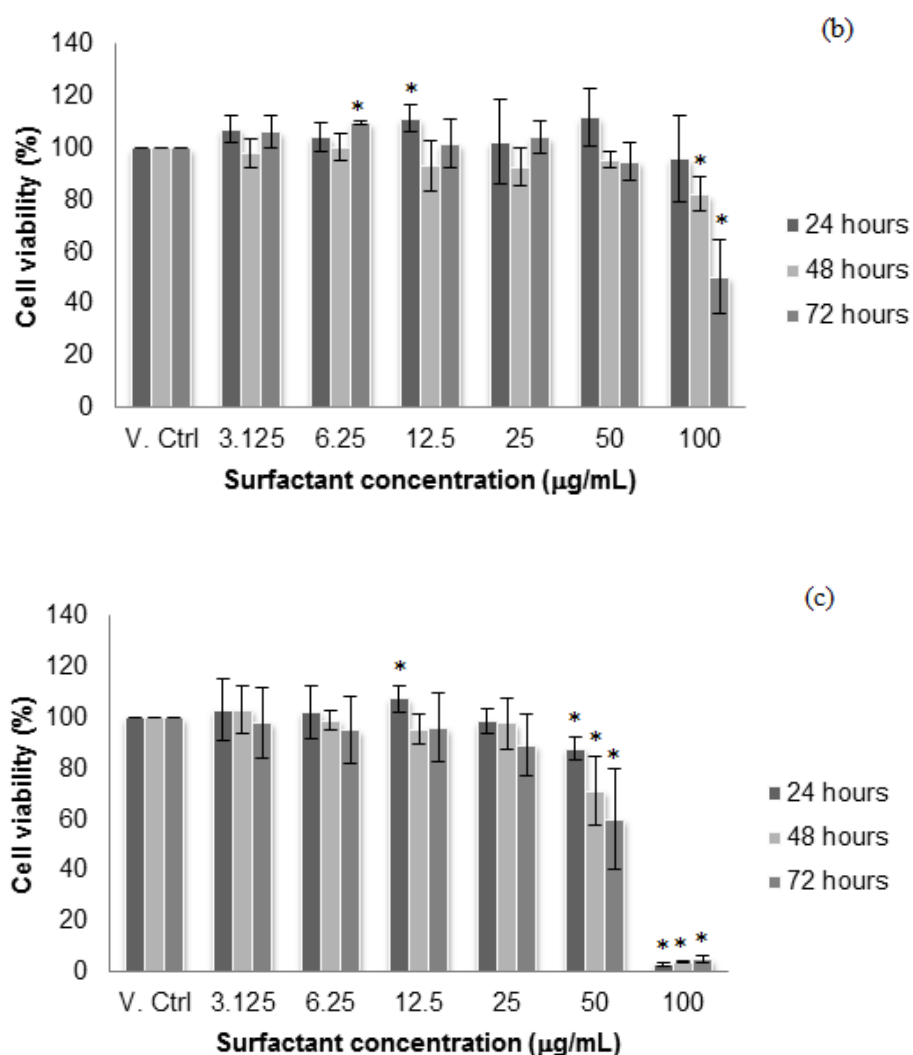 (b)
140
120
100
80
60
40
20
0
Cell viability (%)
* * * *
V. Ctrl 3.125 6.25 12.5 25 50 100
Surfactant concentration (µg/mL)
24 hours
48 hours
72 hours
(c)
140
120
100
80
60
40
20
0
Cell viability (%)
* * * * * * *
V. Ctrl 3.125 6.25 12.5 25 50 100
Surfactant concentration (µg/mL)
24 hours
48 hours
72 hours